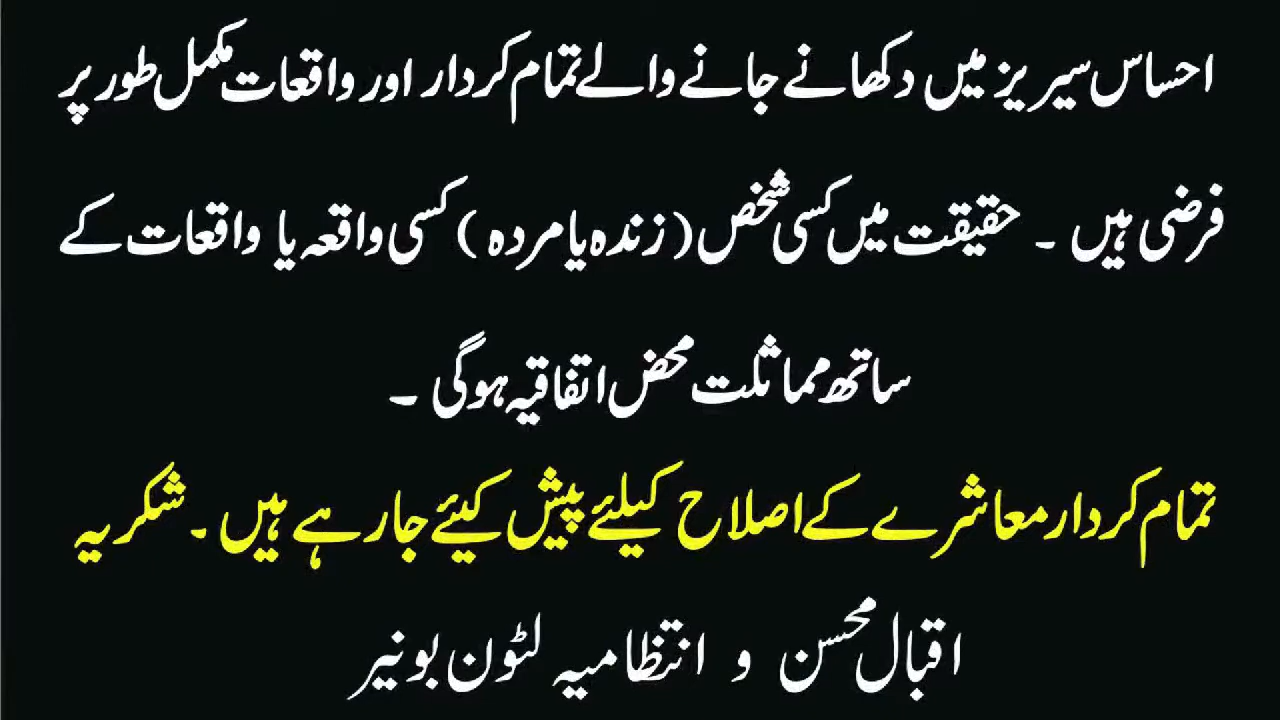 احساس سیریز میں دکھانے جانے والے تمام کردار اور واقعات مکمل طور پر
فرضی ہیں ۔ حقیقت میں کسی شخص (زندہ یا مردہ) کسی واقعہ یا واقعات کے
ساتھ مماثلت محض اتفاقیہ ہوگی ۔
تمام کردار معاشرے کے اصلاح کیلئے پیش کیئے جا رہے ہیں ۔ شکریہ
اقبال محسن و انتظامیہ لٹون بونیر